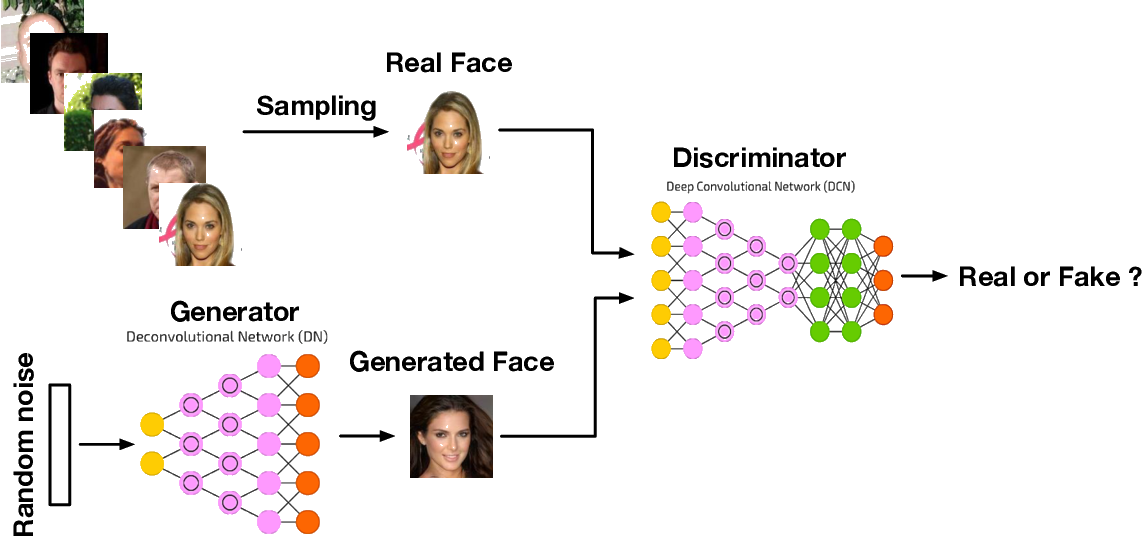 Real Face
Sampling
Discriminator
Deep Convolutional Network (DCN)
Real or Fake ?
Generator
Deconvolutional Network (DN)
Generated Face
Random noise